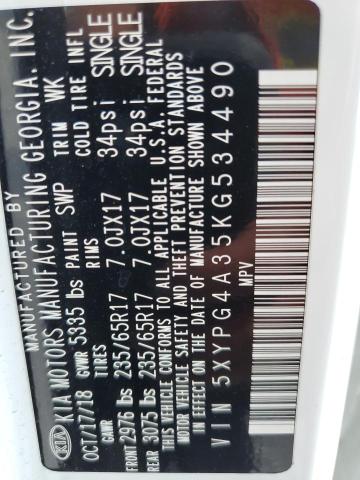 MANUFACTURED BY
KIA KIA MOTORS MANUFACTURING GEORGIA, INC.
OCT/17/18 GVWR 5335 lbs PAINT SWP TRIM WK
GAWR TIRES RIMS COLD TIRE INFL
FRONT 2976 lbs 235/65R17 7.0JX17 34psi SINGLE
REAR 3075 lbs 235/65R17 7.0JX17 34psi SINGLE
THIS VEHICLE CONFORMS TO ALL APPLICABLE U.S.A. FEDERAL
MOTOR VEHICLE SAFETY AND THEFT PREVENTION STANDARDS
IN EFFECT ON THE DATE OF MANUFACTURE SHOWN ABOVE
VIN 5XYPG4A35KG534490
MPV